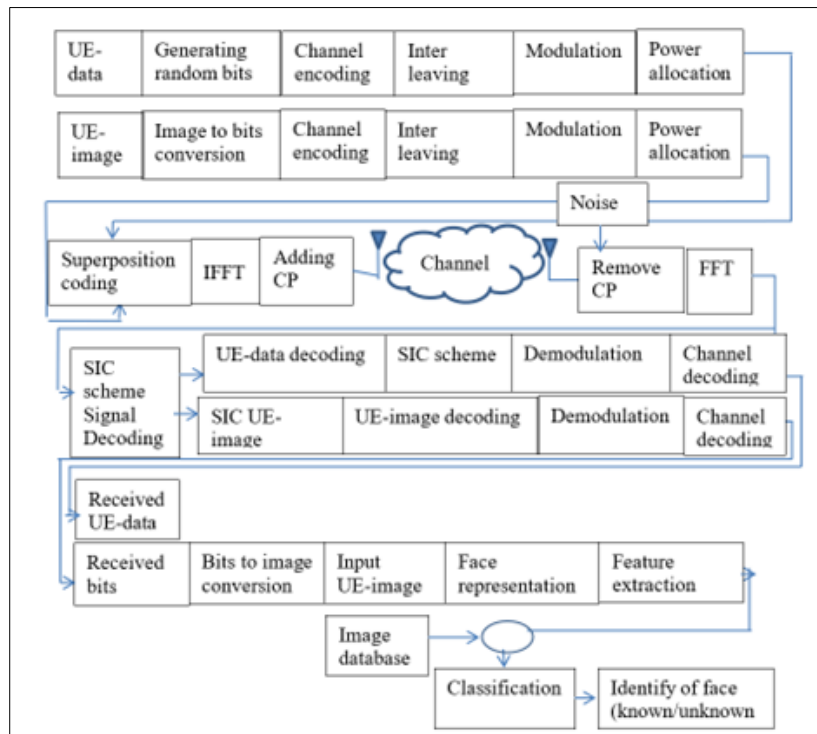 UE-
data
Generating
random bits
Channel
encoding
Inter
leaving
Modulation
Power
allocation
UE-
image
Image to bits
conversion
Channel
encoding
Inter
leaving
Modulation
Power
allocation
Noise
Superposition
coding
IFFT
Adding
CP
Channel
Remove
CP
FFT
SIC
scheme
Signal
Decoding
UE-data decoding
SIC scheme
Demodulation
Channel
decoding
SIC UE-
image
UE-image decoding
Demodulation
Channel
decoding
Received
UE-data
Received
bits
Bits to image
conversion
Input
UE-image
Face
representation
Feature
extraction
Image
database
Classification
Identify of face
(known/unknown